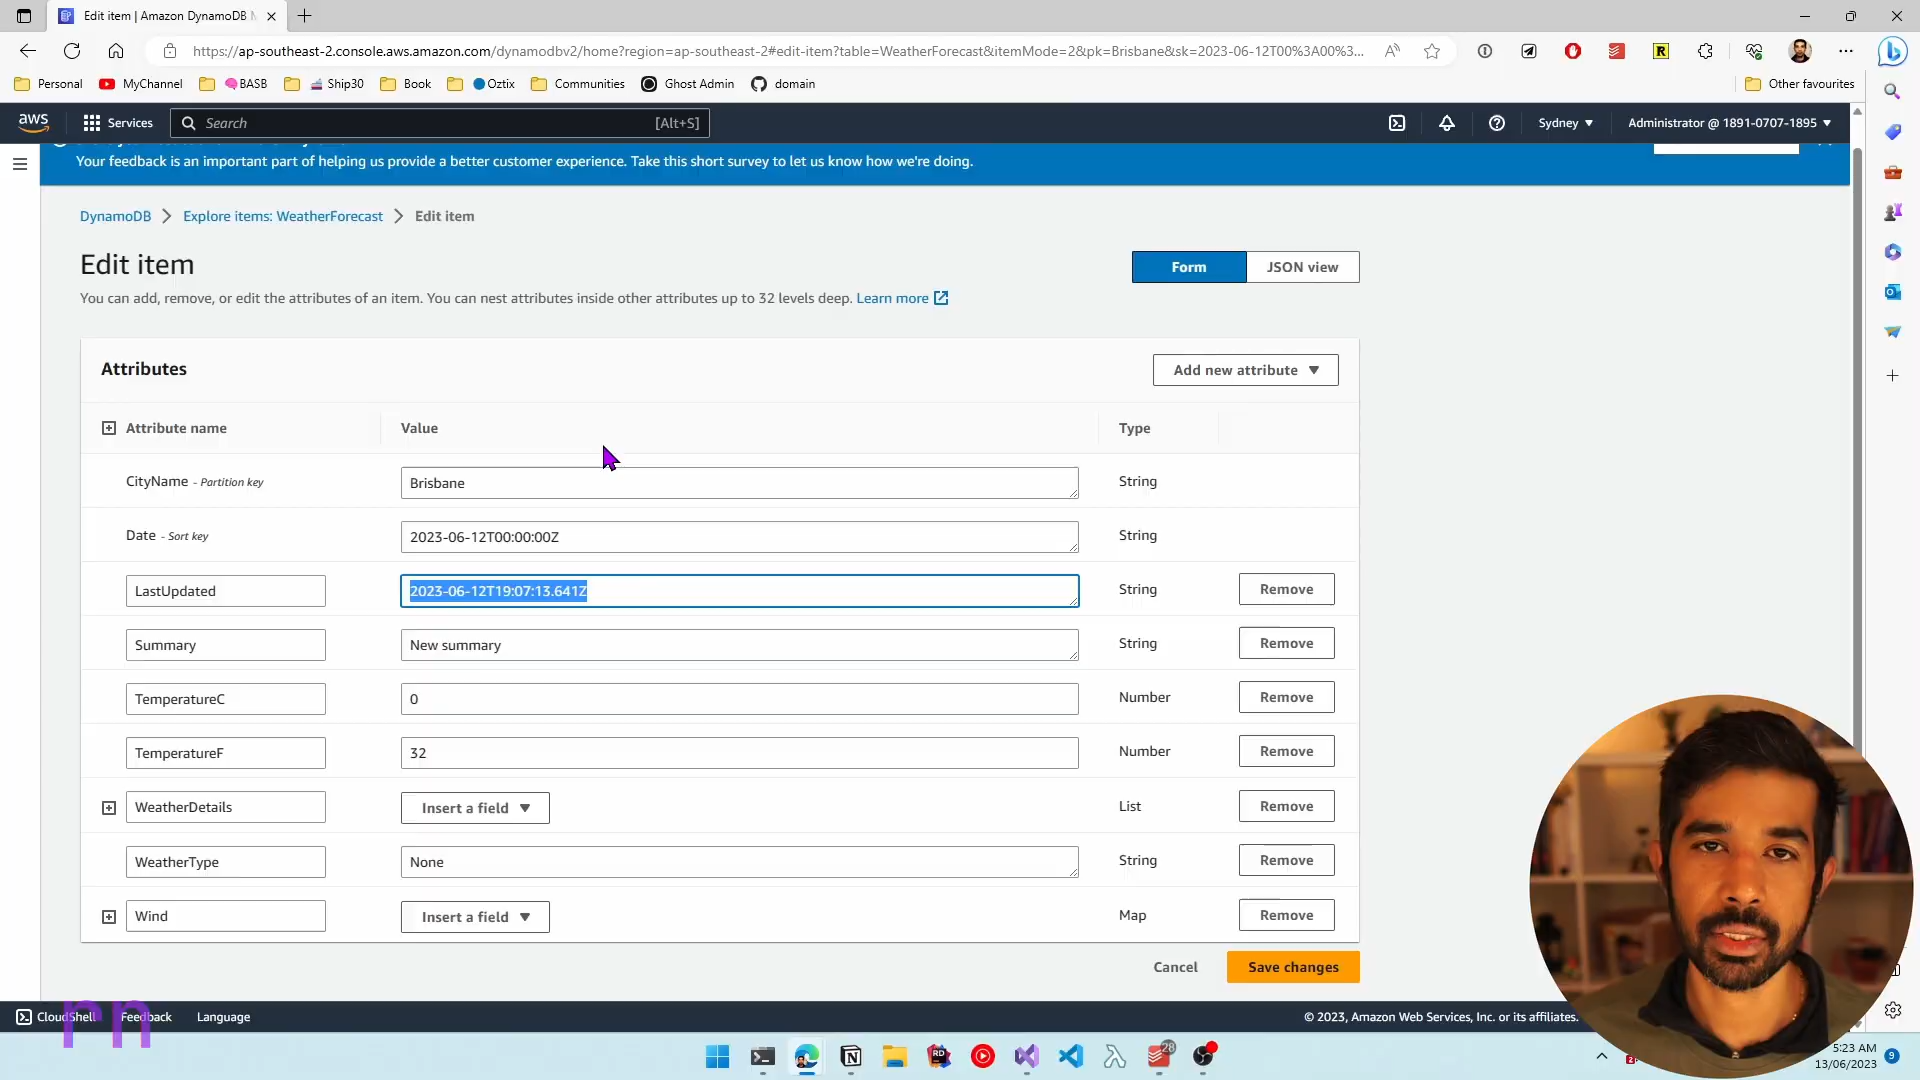 Edit item | Amazon DynamoDB
https://ap-southeast-2.console.aws.amazon.com/dynamodbv2/home?region=ap-southeast-2#edit-item?table=WeatherForecast&itemMode=2&pk=Brisbane&sk=2023-06-12T00%3A00%3...
Personal MyChannel BASB Ship30 Book Oztix Communities Ghost Admin domain Other favourites
aws Services Search [Alt+S] Sydney ▼ Administrator @ 1891-0707-1895 ▼
Your feedback is an important part of helping us provide a better customer experience. Take this short survey to let us know how we're doing.
DynamoDB > Explore items: WeatherForecast > Edit item
Edit item
Form JSON view
You can add, remove, or edit the attributes of an item. You can nest attributes inside other attributes up to 32 levels deep. Learn more
Attributes
Add new attribute ▼
Attribute name Value Type
CityName - Partition key Brisbane String
Date - Sort key 2023-06-12T00:00:00Z String
LastUpdated 2023-06-12T19:07:13.641Z String Remove
Summary New summary String Remove
TemperatureC 0 Number Remove
TemperatureF 32 Number Remove
WeatherDetails Insert a field ▼ List Remove
WeatherType None String Remove
Wind Insert a field ▼ Map Remove
Cancel Save changes
CloudShell Feedback Language
© 2023, Amazon Web Services, Inc. or its affiliates.
rn
RD
28
5:23 AM
13/06/2023
9